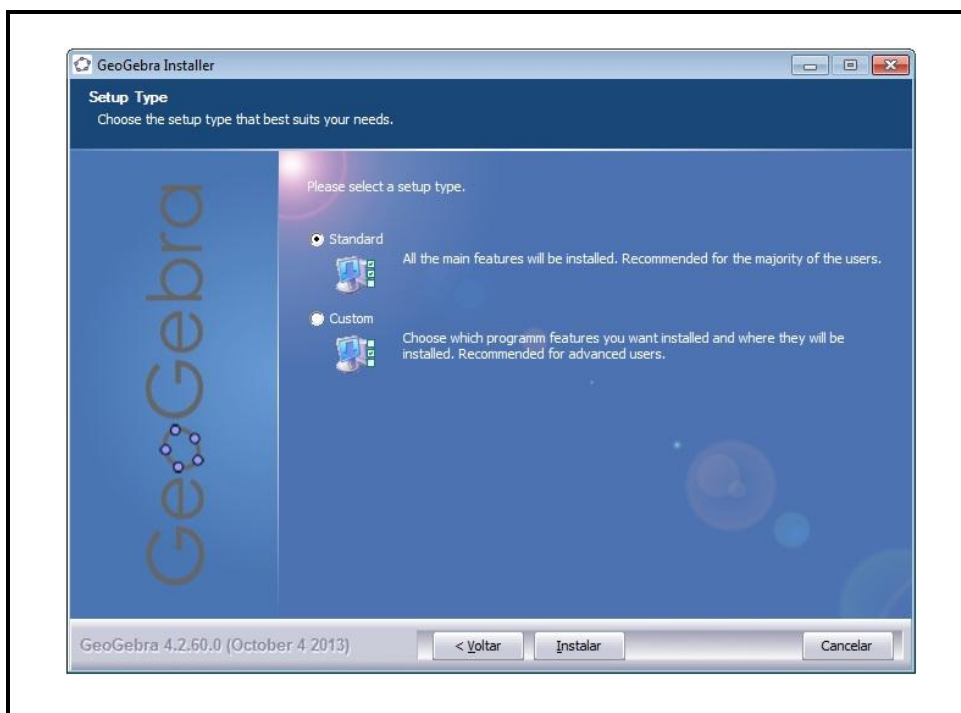 GeoGebra Installer
Setup Type
Choose the setup type that best suits your needs.
GeoGebra
Please select a setup type.
Standard
All the main features will be installed. Recommended for the majority of the users.
Custom
Choose which programm features you want installed and where they will be
installed. Recommended for advanced users.
GeoGebra 4.2.60.0 (October 4 2013)
< Voltar
Instalar
Cancelar